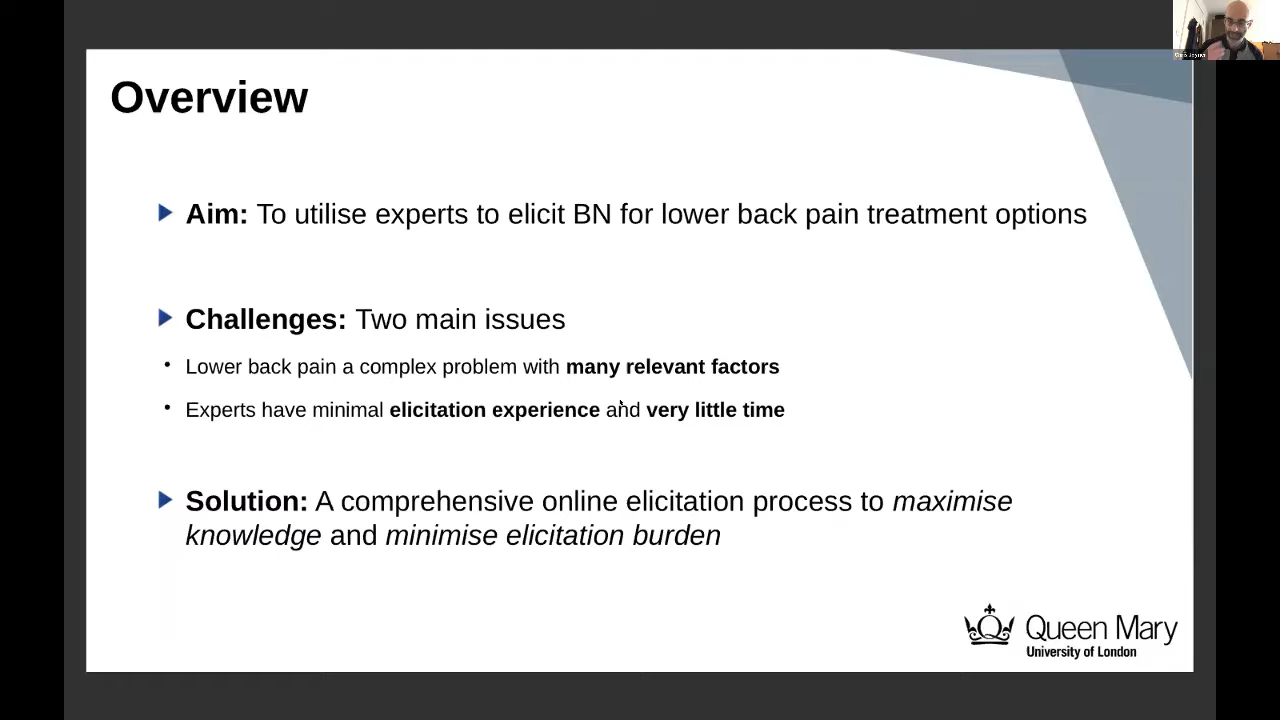 Chris Joyner
Overview
Aim: To utilise experts to elicit BN for lower back pain treatment options
Challenges: Two main issues
• Lower back pain a complex problem with many relevant factors
• Experts have minimal elicitation experience and very little time
Solution: A comprehensive online elicitation process to maximise
knowledge and minimise elicitation burden
Queen Mary
University of London